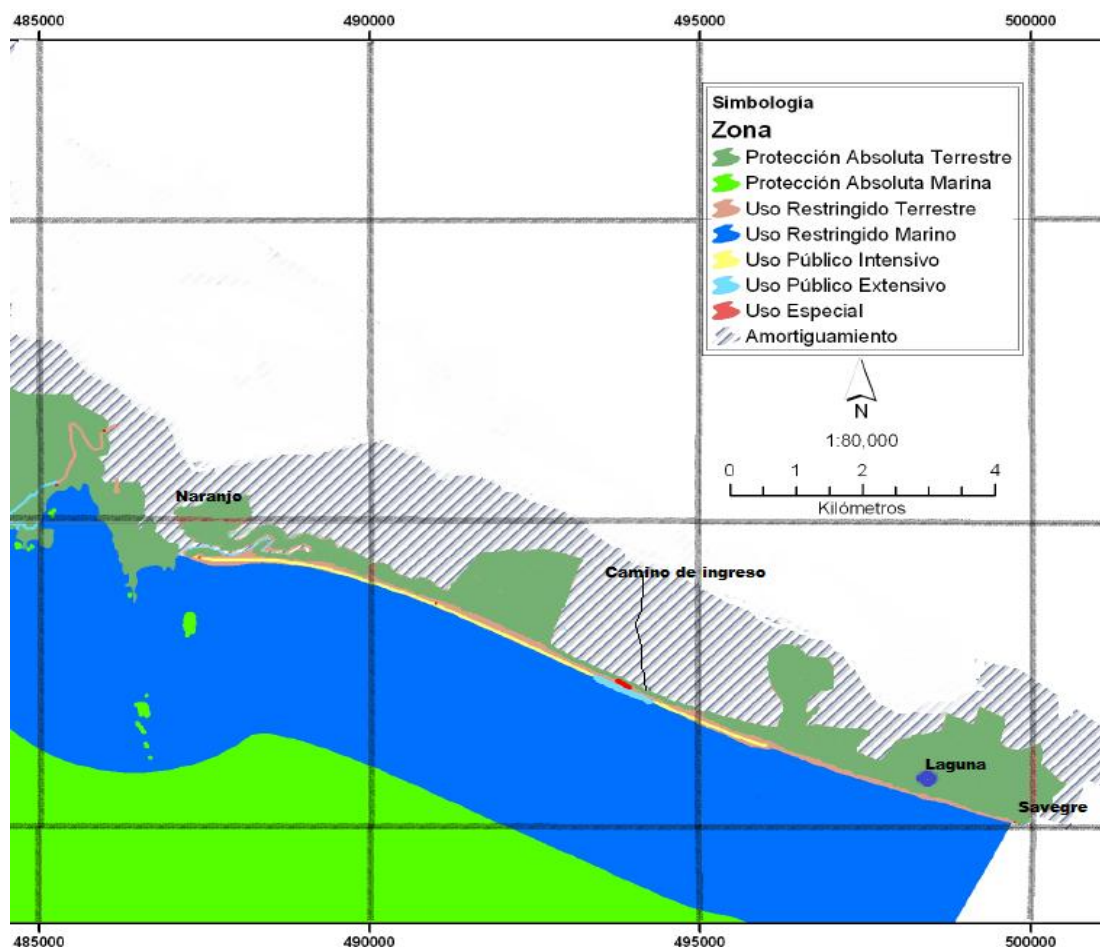 485000 490000 495000 500000
Simbología
Zona
Protección Absoluta Terrestre
Protección Absoluta Marina
Uso Restringido Terrestre
Uso Restringido Marino
Uso Público Intensivo
Uso Público Extensivo
Uso Especial
Amortiguamiento
N
1:80,000
0 1 2 4
Kilómetros
Naranjo
Camino de ingreso
Laguna
Savegre
485000 490000 495000 500000